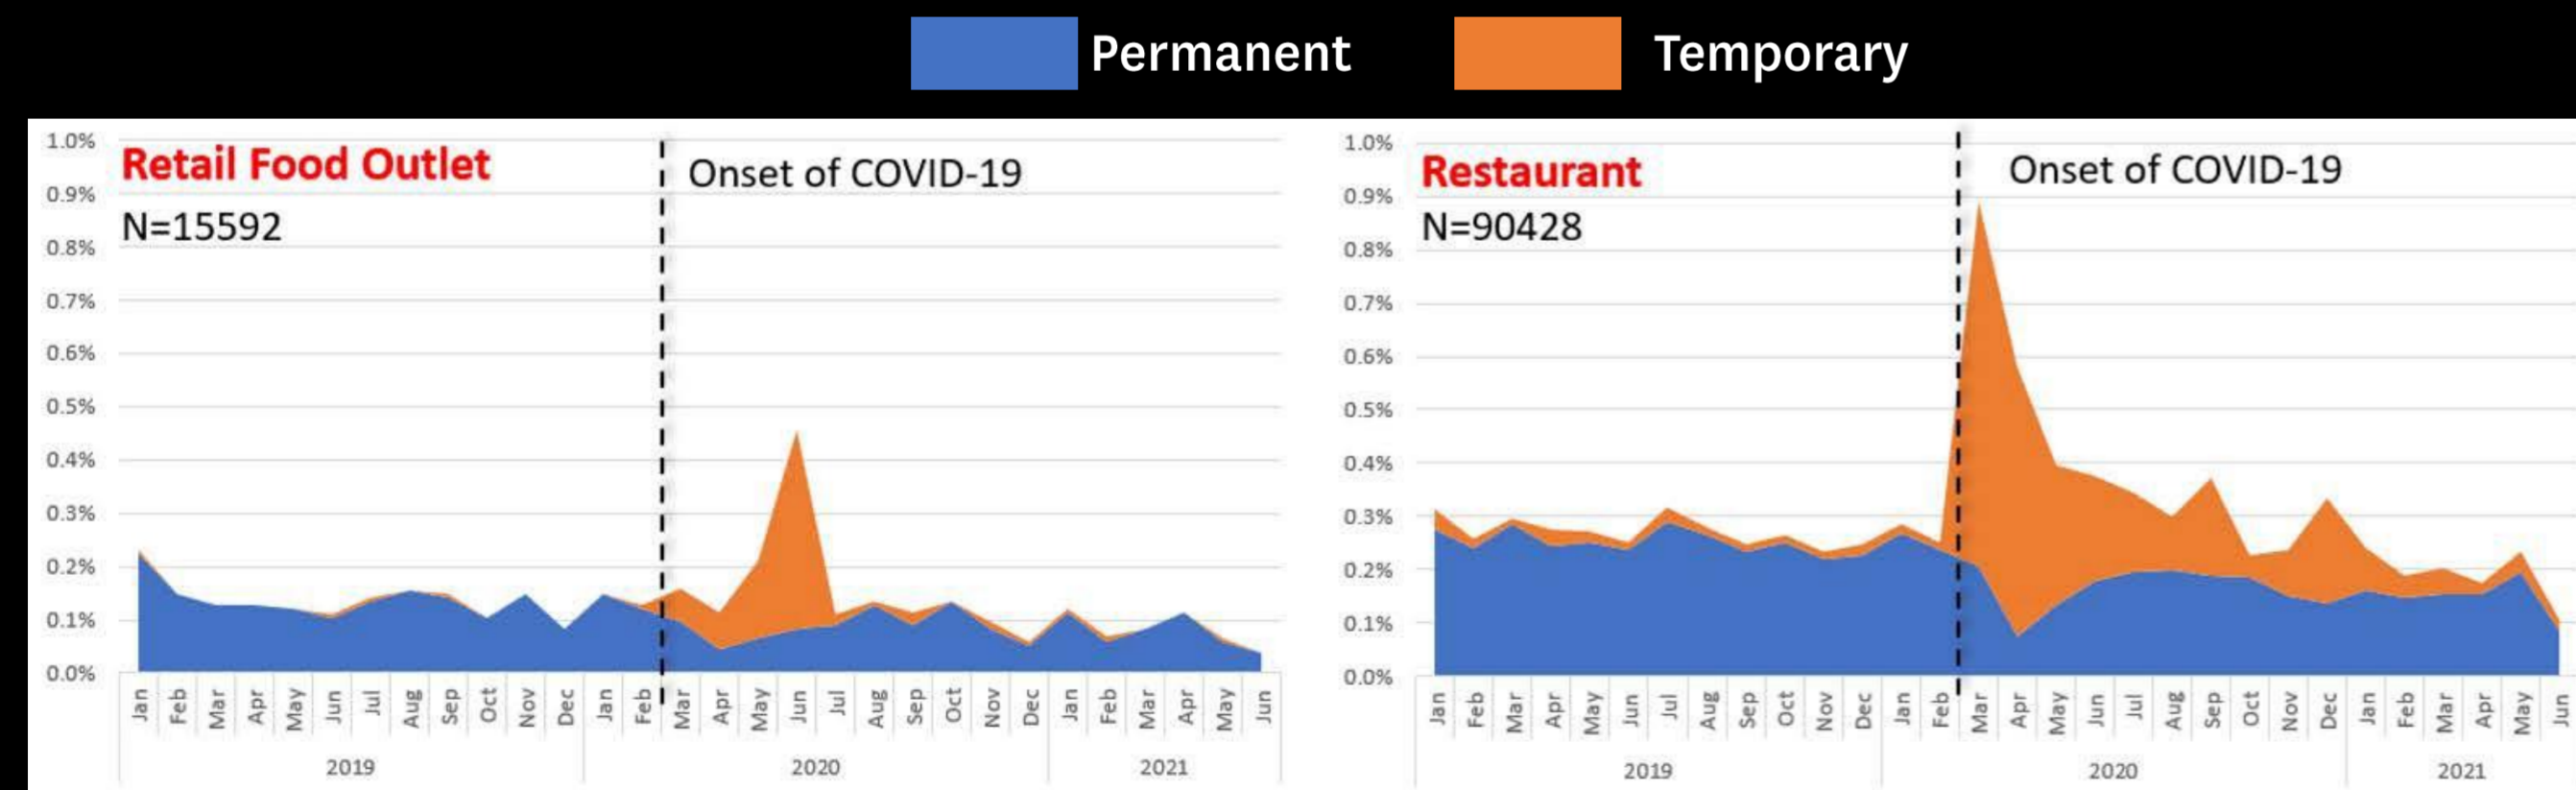 Permanent Temporary
Retail Food Outlet
N=15592
Onset of COVID-19
1.0%
0.9%
0.8%
0.7%
0.6%
0.5%
0.4%
0.3%
0.2%
0.1%
0.0%
Jan Feb Mar Apr May Jun Jul Aug Sep Oct Nov Dec Jan Feb Mar Apr May Jun Jul Aug Sep Oct Nov Dec Jan Feb Mar Apr May Jun
2019 2020 2021
Restaurant
N=90428
Onset of COVID-19
1.0%
0.9%
0.8%
0.7%
0.6%
0.5%
0.4%
0.3%
0.2%
0.1%
0.0%
Jan Feb Mar Apr May Jun Jul Aug Sep Oct Nov Dec Jan Feb Mar Apr May Jun Jul Aug Sep Oct Nov Dec Jan Feb Mar Apr May Jun
2019 2020 2021